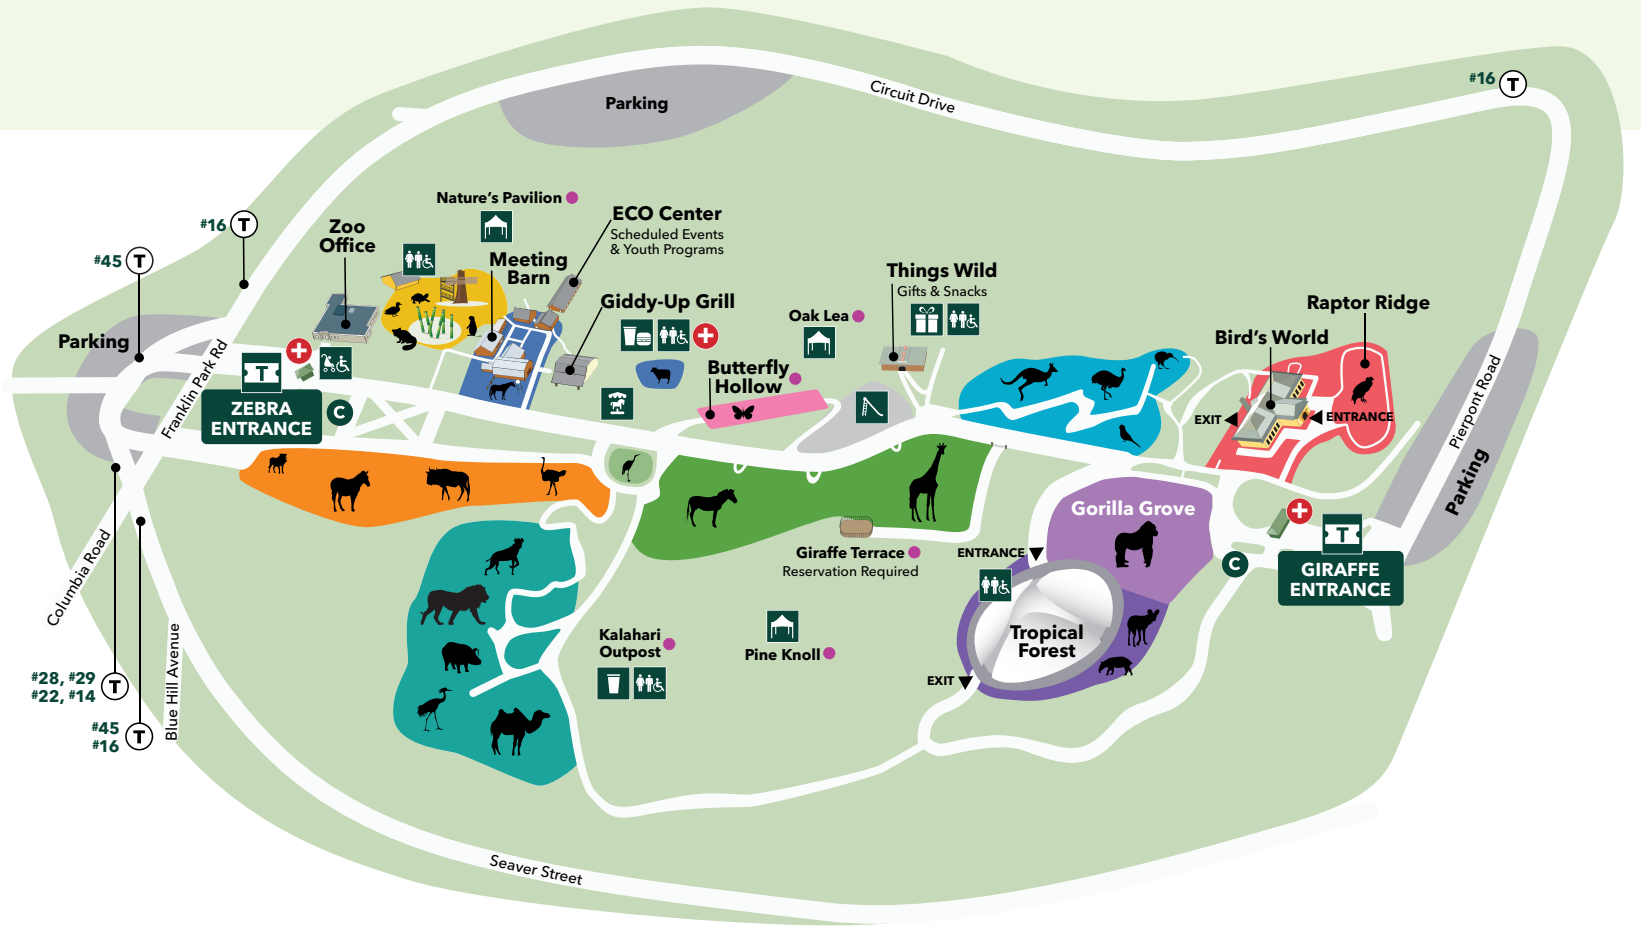 Parking
Circuit Drive
#16 T
Nature's Pavilion
ECO Center
Scheduled Events
& Youth Programs
#16 T
Zoo
Office
#45 T
Meeting
Barn
Things Wild
Gifts & Snacks
Giddy-Up Grill
Raptor Ridge
Oak Lea
Bird's World
Parking
Butterfly
Hollow
Franklin Park Rd
T
ZEBRA
ENTRANCE
C
EXIT
ENTRANCE
Pierpont Road
Parking
Gorilla Grove
Giraffe Terrace
Reservation Required
ENTRANCE
T
C
GIRAFFE
ENTRANCE
Columbia Road
Kalahari
Outpost
Pine Knoll
Tropical
Forest
EXIT
#28, #29
#22, #14
T
#45
#16
T
Blue Hill Avenue
Seaver Street